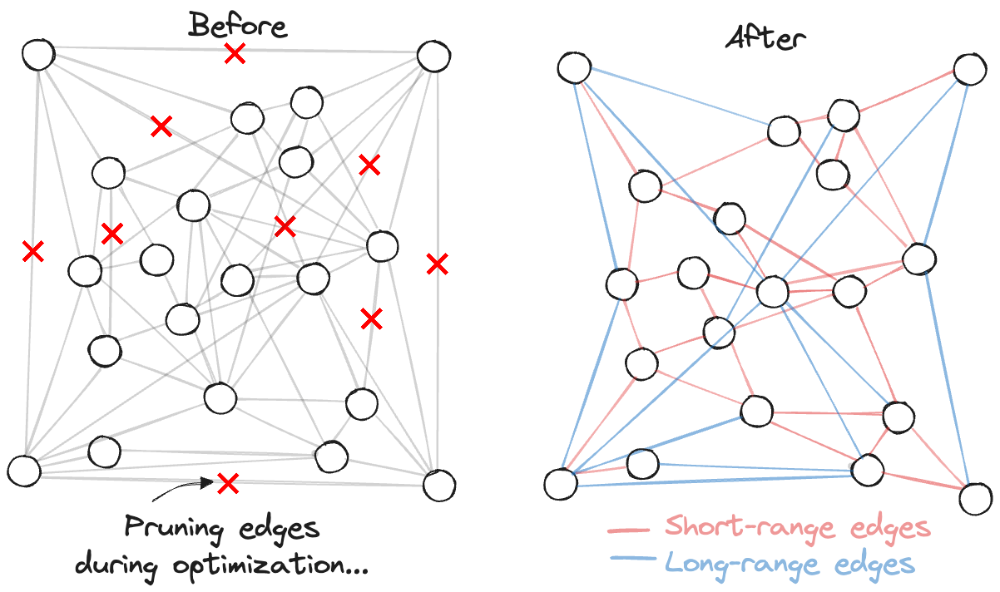 Before
After
Pruning edges
during optimization...
Short-range edges
Long-range edges